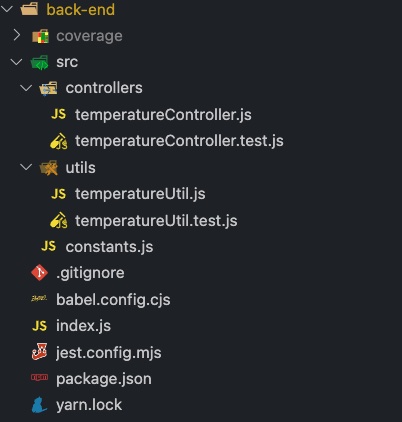 back-end
coverage
src
controllers
JS temperatureController.js
temperatureController.test.js
utils
JS temperatureUtil.js
temperatureUtil.test.js
JS constants.js
.gitignore
babel.config.cjs
JS index.js
jest.config.mjs
npm package.json
yarn.lock